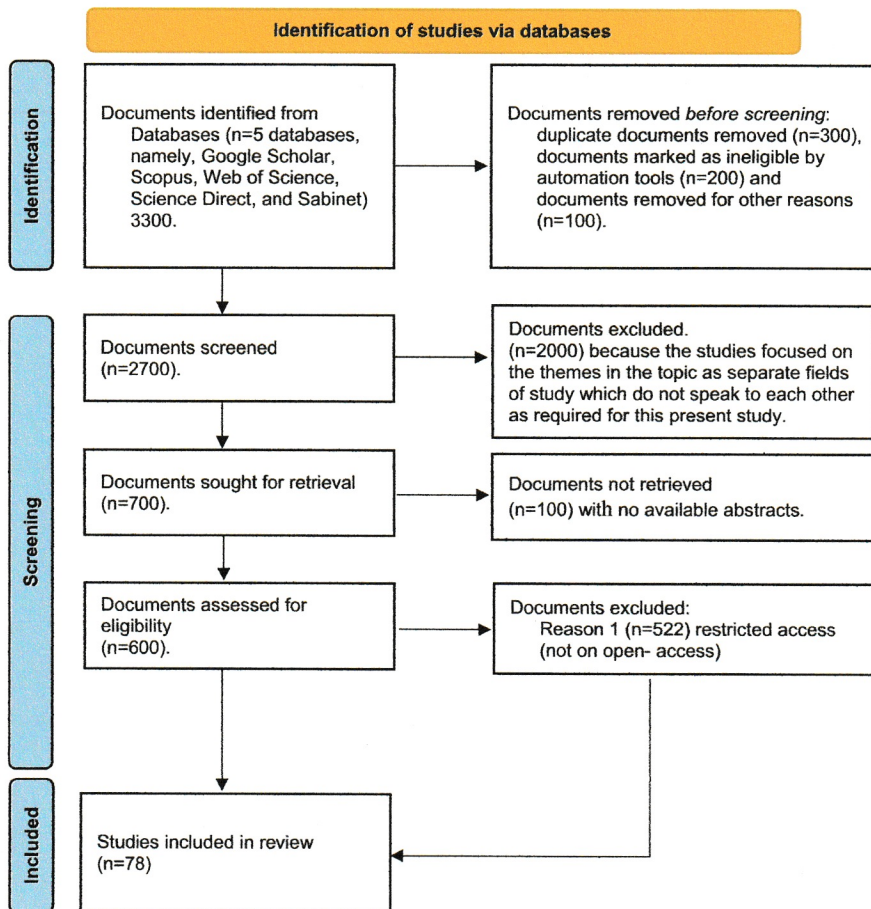 Identification of studies via databases
Identification
Documents identified from
Databases (n=5 databases,
namely, Google Scholar,
Scopus, Web of Science,
Science Direct, and Sabinet)
3300.
Documents removed before screening:
duplicate documents removed (n=300),
documents marked as ineligible by
automation tools (n=200) and
documents removed for other reasons
(n=100).
Screening
Documents screened
(n=2700).
Documents excluded.
(n=2000) because the studies focused on
the themes in the topic as separate fields
of study which do not speak to each other
as required for this present study.
Documents sought for retrieval
(n=700).
Documents not retrieved
(n=100) with no available abstracts.
Documents assessed for
eligibility
(n=600).
Documents excluded:
Reason 1 (n=522) restricted access
(not on open- access)
Included
Studies included in review
(n=78)